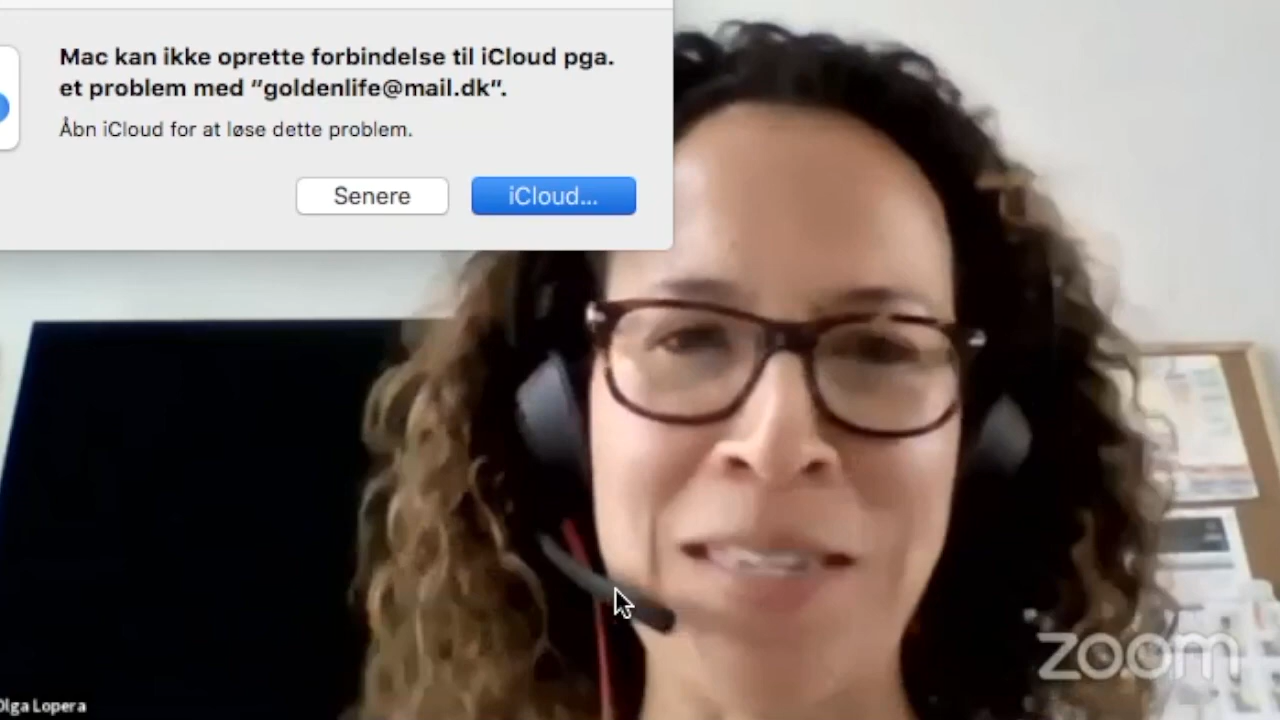 Mac kan ikke oprette forbindelse til iCloud pga.
et problem med “goldenlife@mail.dk“.
Åbn iCloud for at løse dette problem.
Senere
iCloud...
zoom
Olga Lopera